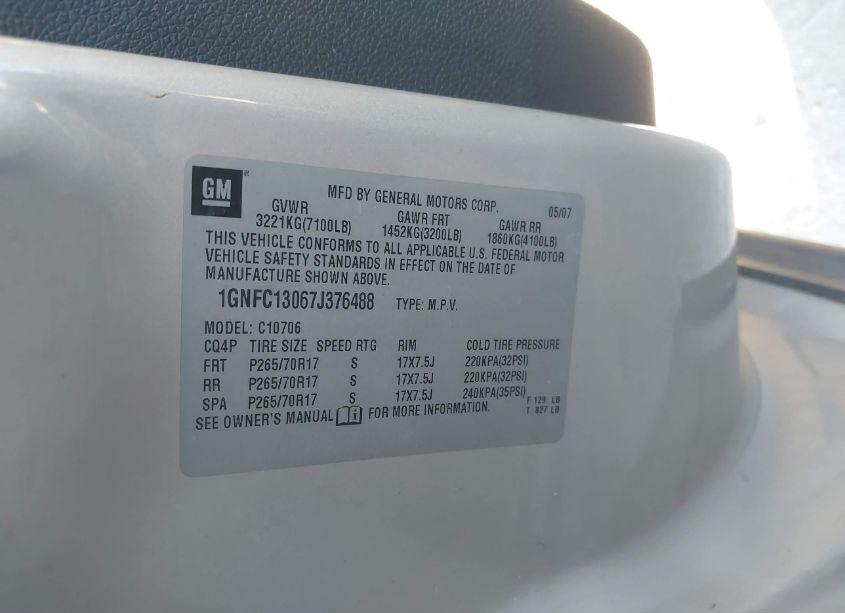 GM ®
MFD BY GENERAL MOTORS CORP. 05/07
GVWR GAWR FRT GAWR RR
3221KG(7100LB) 1452KG(3200LB) 1860KG(4100LB)
THIS VEHICLE CONFORMS TO ALL APPLICABLE U.S. FEDERAL MOTOR
VEHICLE SAFETY STANDARDS IN EFFECT ON THE DATE OF
MANUFACTURE SHOWN ABOVE.
1GNFC13067J376488 TYPE: M.P.V.
MODEL: C10706
CQ4P TIRE SIZE SPEED RTG RIM COLD TIRE PRESSURE
FRT P265/70R17 S 17X7.5J 220KPA(32PSI)
RR P265/70R17 S 17X7.5J 220KPA(32PSI)
SPA P265/70R17 S 17X7.5J 240KPA(35PSI)
F 129 LB
T 827 LB
SEE OWNER'S MANUAL i FOR MORE INFORMATION.